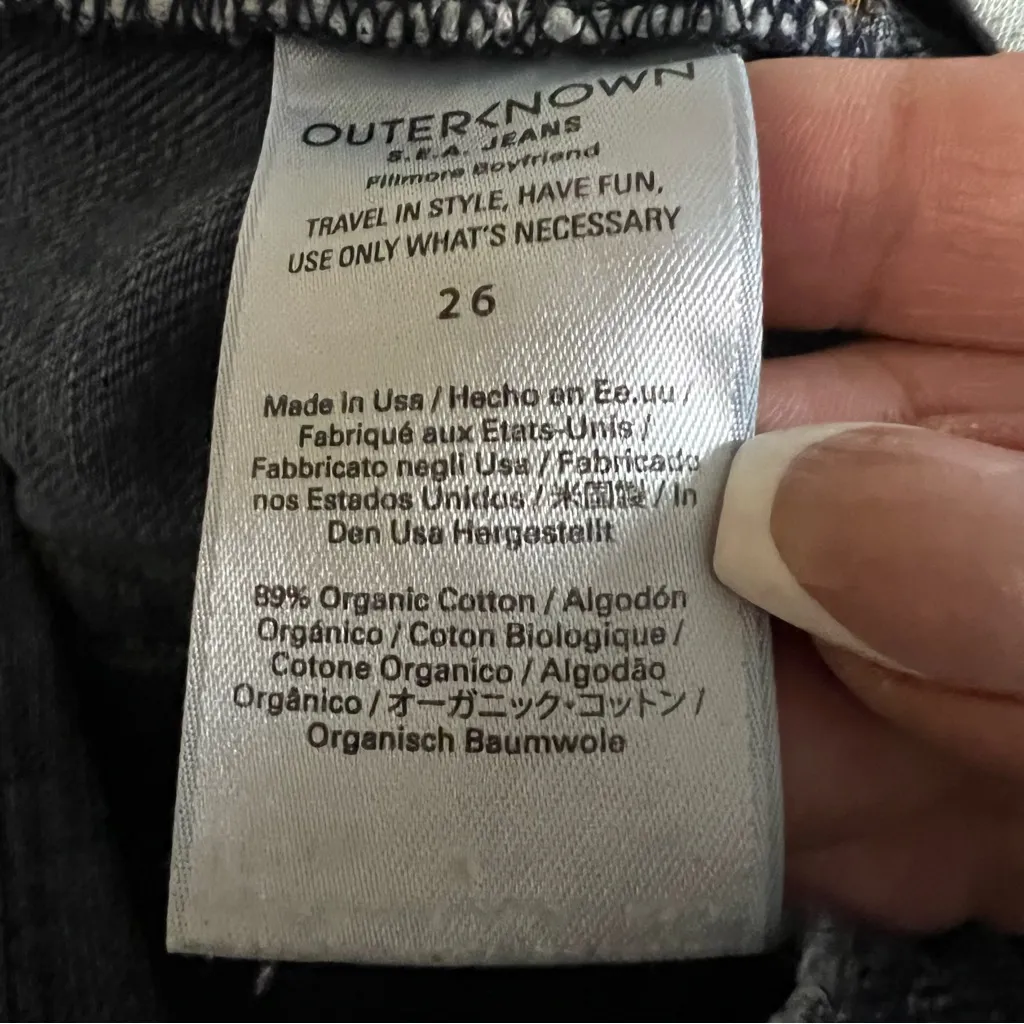 OUTERKNOWN
S.E.A. JEANS
Fillmore Boyfriend
TRAVEL IN STYLE, HAVE FUN,
USE ONLY WHAT'S NECESSARY
26
Made in Usa / Hecho en Ee.uu /
Fabriqué aux Etats-Unis /
Fabbricato negli Usa / Fabricado
nos Estados Unidos / 米国製 / In
Den Usa Hergestellt
89% Organic Cotton / Algodón
Orgánico / Coton Biologique /
Cotone Organico / Algodão
Orgânico / オーガニック・コットン /
Organisch Baumwole